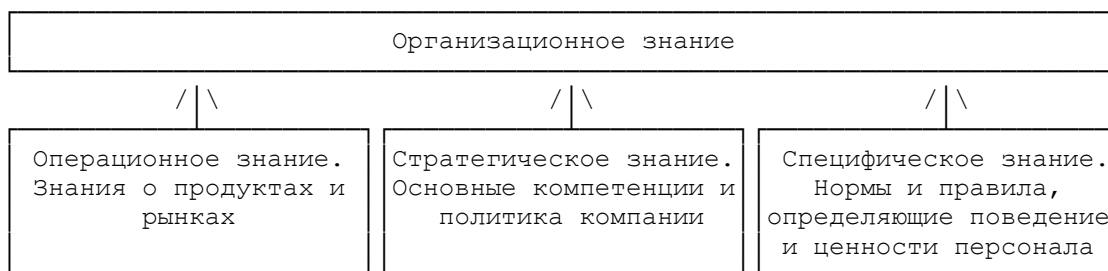 Организационное знание
Операционное знание.
Знания о продуктах и
рынках
Стратегическое знание.
Основные компетенции и
политика компании
Специфическое знание.
Нормы и правила,
определяющие поведение
и ценности персонала